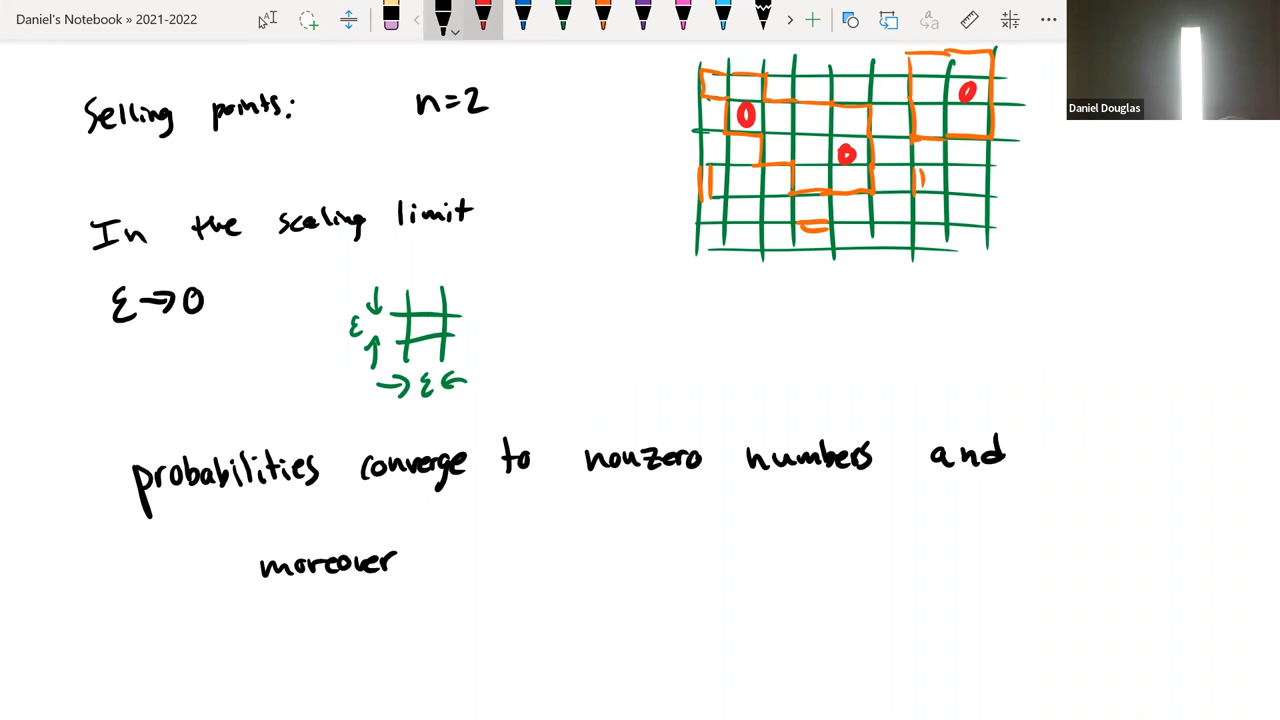 Daniel's Notebook » 2021-2022
Daniel Douglas
Selling points: n=2
In the scaling limit
ε→0
ε
→ε←
probabilities converge to nonzero numbers and
moreover